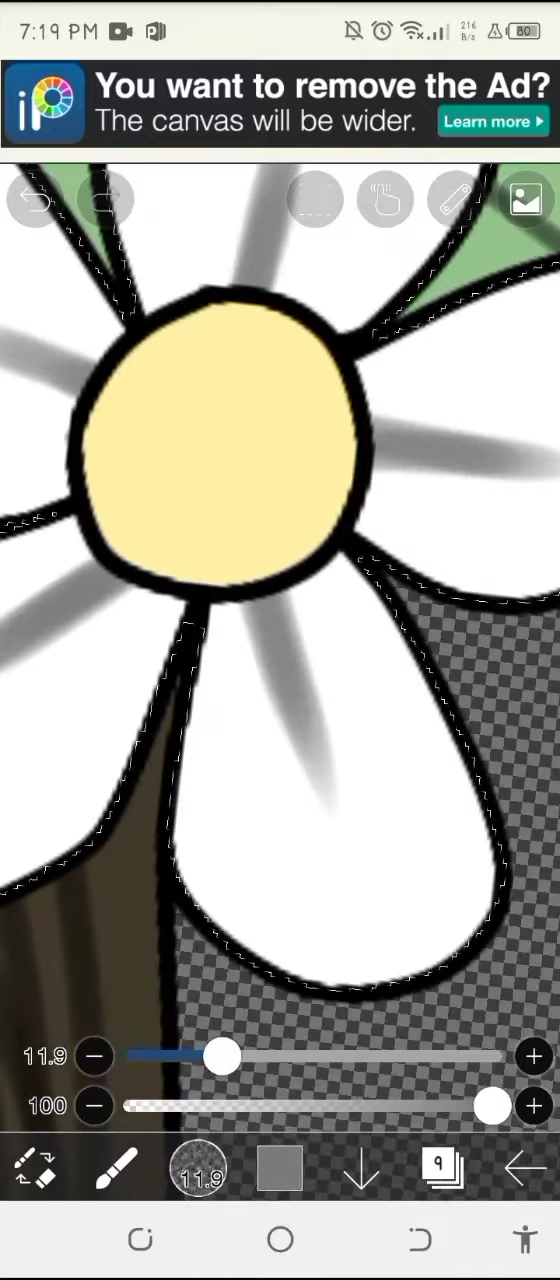 7:19 PM
216
B/s
80
iP
You want to remove the Ad?
The canvas will be wider.
Learn more
11.9
100
11.9
9